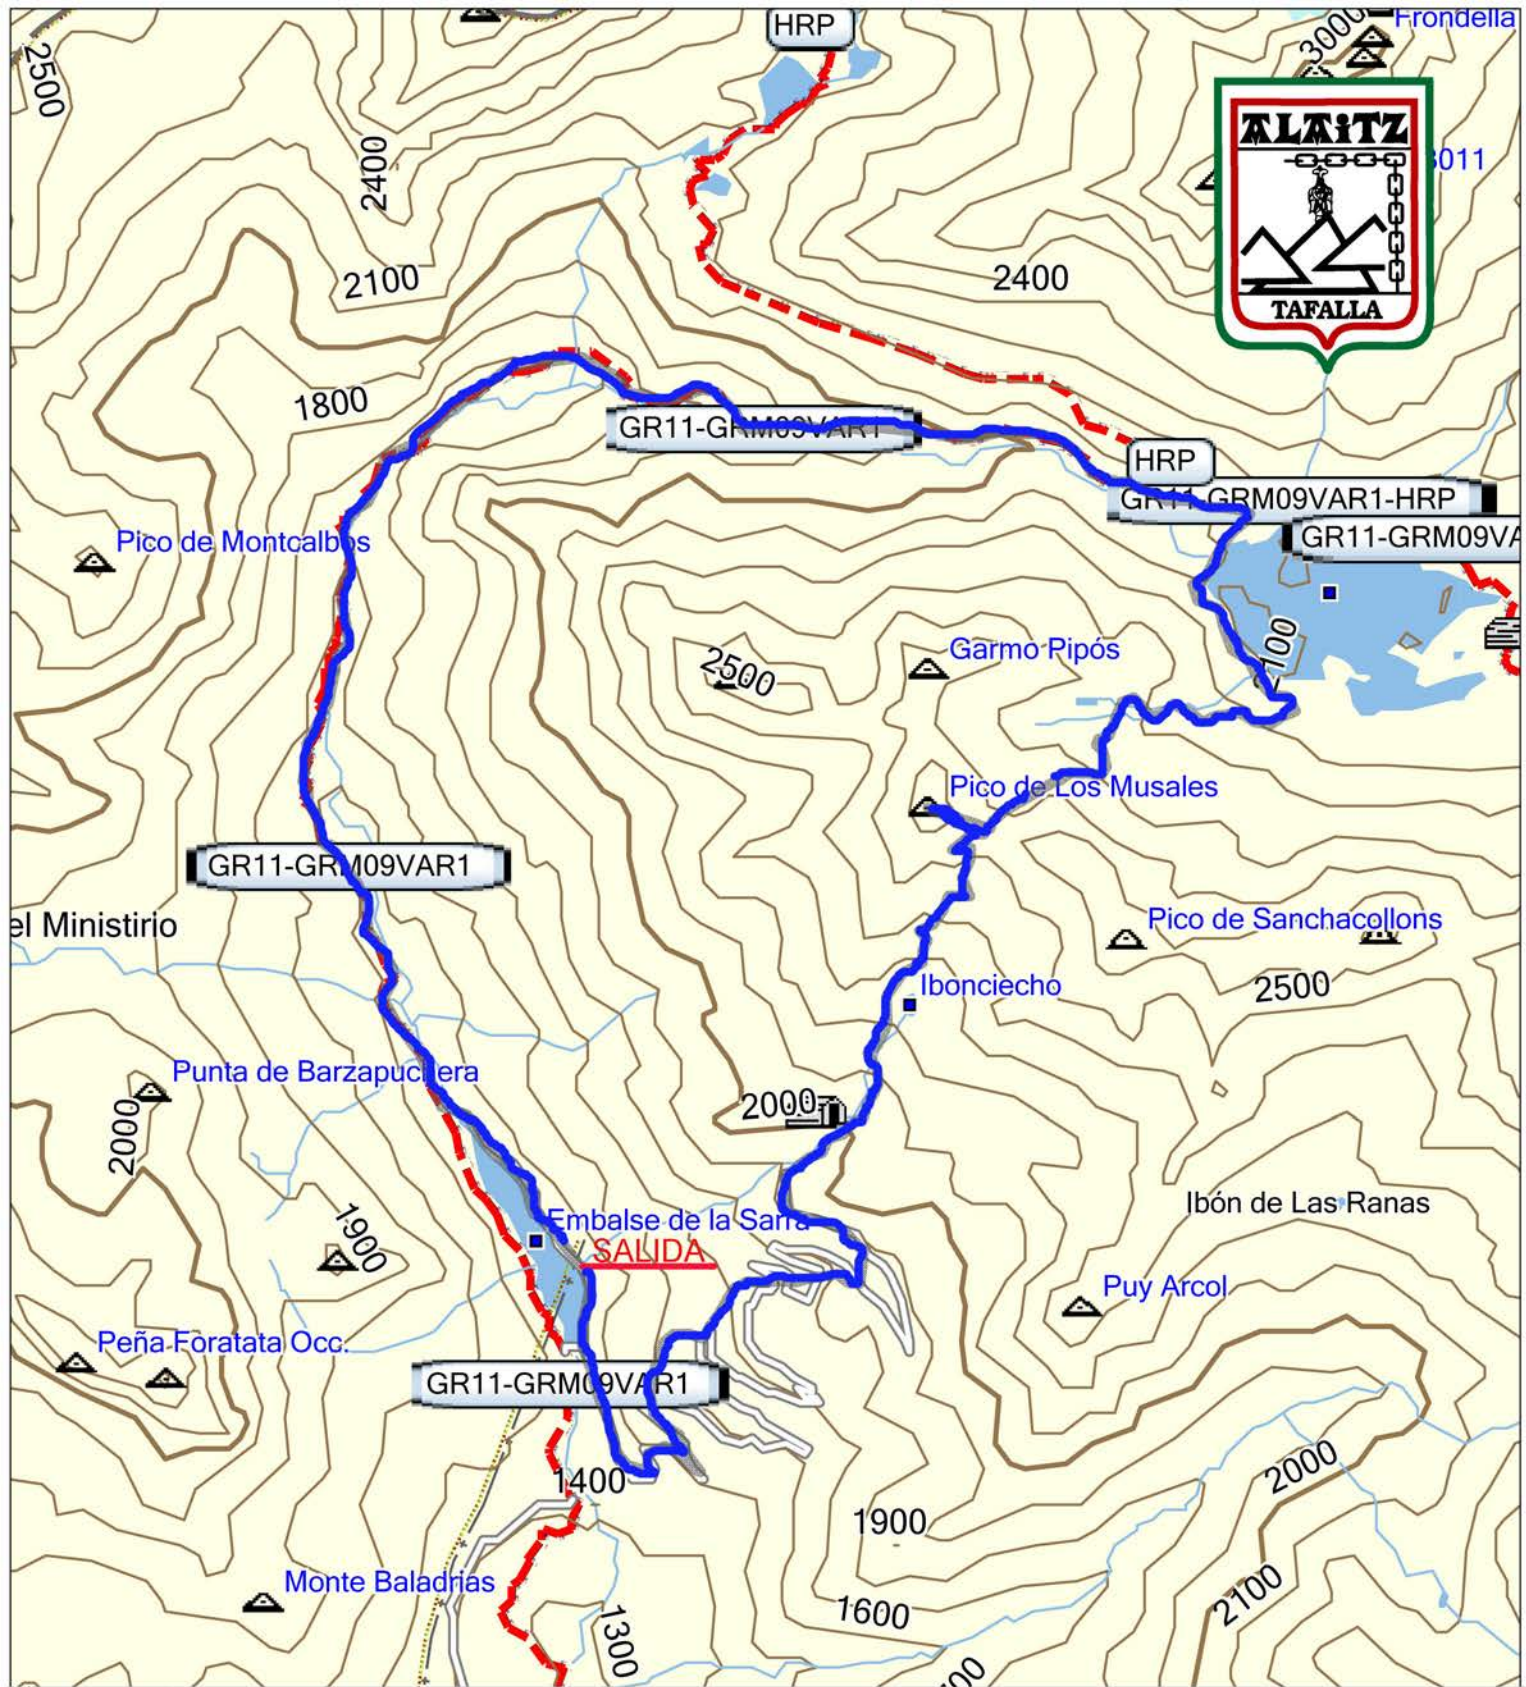 HRP
Frondella
3000
2500
ALAiTZ
3011
2400
TAFALLA
2100
2400
1800
GR11-GRM09VAR1
HRP
GR11-GRM09VAR1-HRP
GR11-GRM09VA
Pico de Montcalbos
Garmo Pipós
2500
2100
Pico de Los Musales
GR11-GRM09VAR1
el Ministirio
Pico de Sanchacollons
Ibonciecho
2500
Punta de Barzapuchera
2000
2000
Ibón de Las Ranas
Embalse de la Sarra
1900
SALIDA
Puy Arcol
Peña Foratata Occ.
GR11-GRM09VAR1
1400
2000
1900
Monte Baladrias
1600
2100
1300